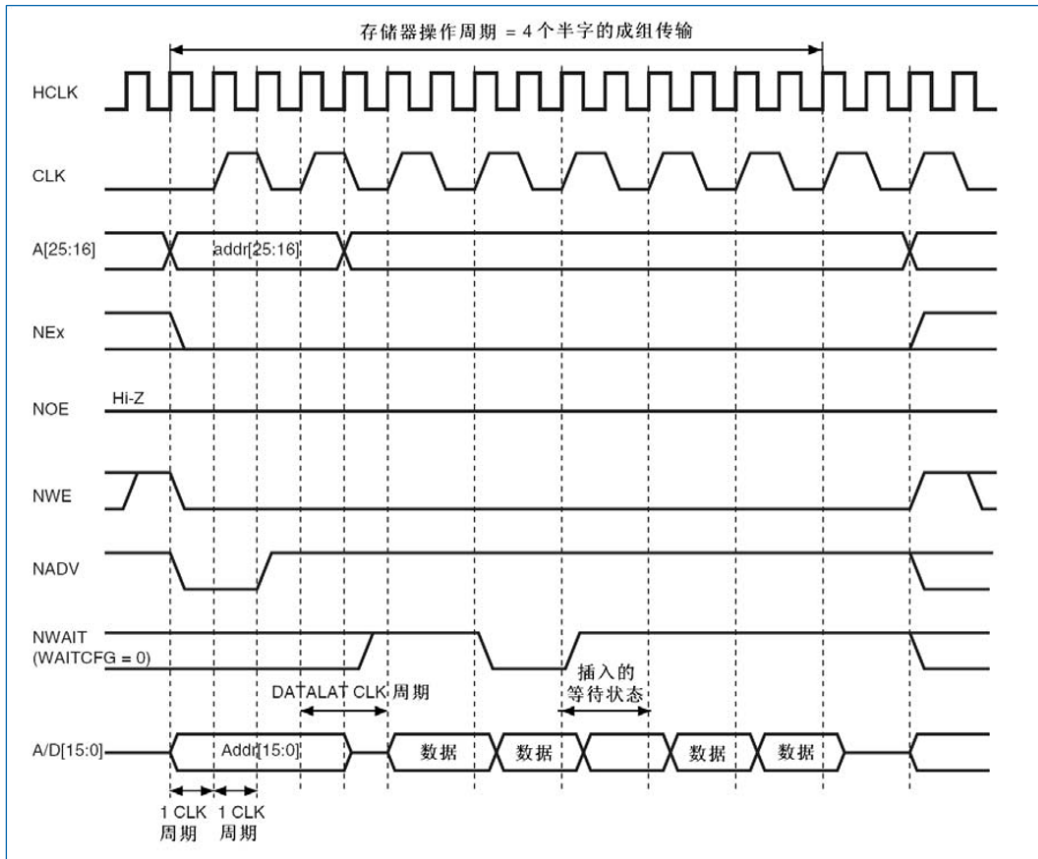 存储器操作周期 = 4个半字的成组传输
HCLK
CLK
A[25:16]
addr[25:16]
NEx
Hi-Z
NOE
NWE
NADV
NWAIT
(WAITCFG = 0)
DATALAT CLK 周期
插入的
等待状态
A/D[15:0]
Addr[15:0]
数据
数据
数据
数据
1 CLK
周期
1 CLK
周期